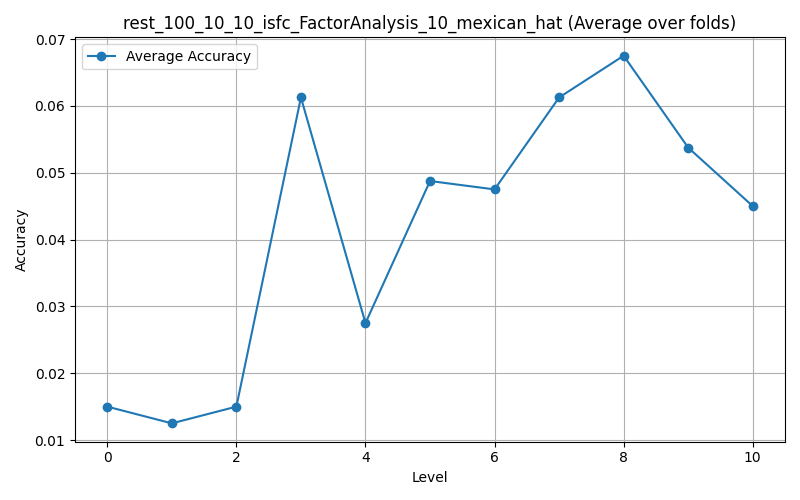 rest_100_10_10_isfc_FactorAnalysis_10_mexican_hat (Average over folds)
Average Accuracy
0.07
0.06
0.05
0.04
0.03
0.02
0.01
Accuracy
0 2 4 6 8 10
Level